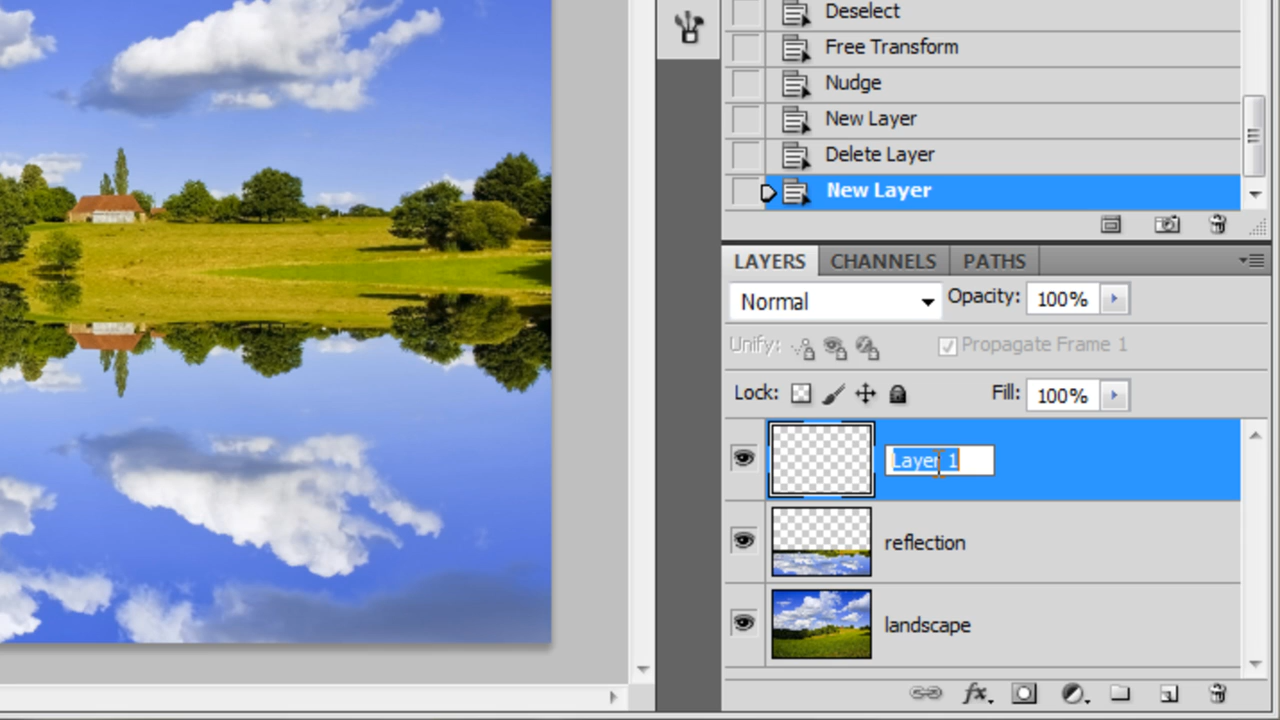 Deselect
Free Transform
Nudge
New Layer
Delete Layer
New Layer
LAYERS CHANNELS PATHS
Normal Opacity: 100%
Unify: Propagate Frame 1
Lock: Fill: 100%
Layer 1
reflection
landscape
fx